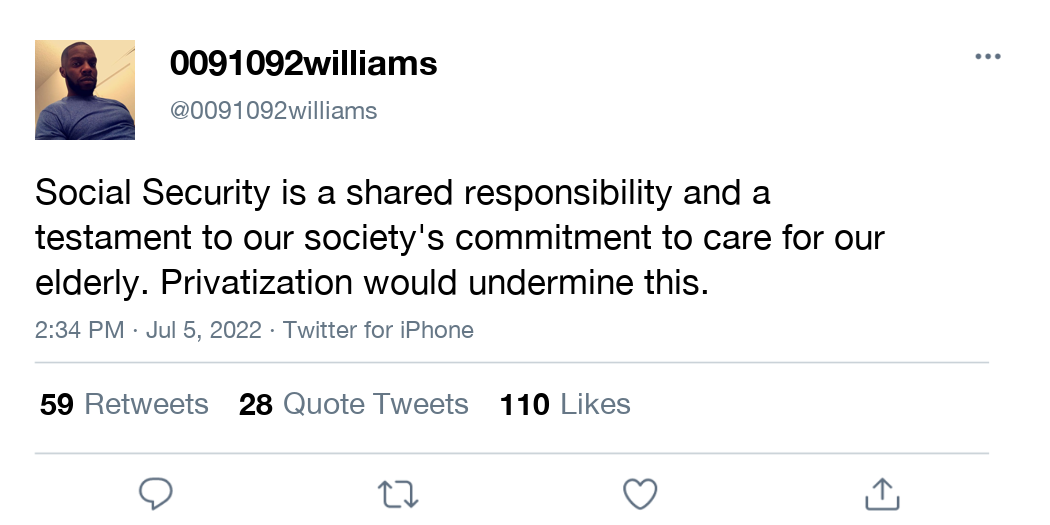 0091092williams
@0091092williams
Social Security is a shared responsibility and a
testament to our society's commitment to care for our
elderly. Privatization would undermine this.
2:34 PM · Jul 5, 2022 · Twitter for iPhone
59 Retweets 28 Quote Tweets 110 Likes